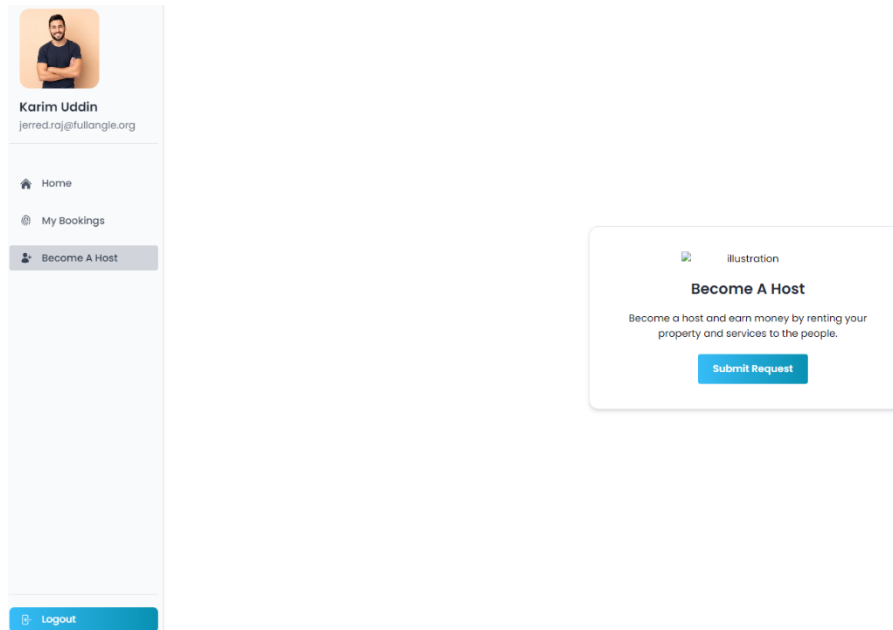 Karim Uddin
jerred.raj@fullangle.org
Home
My Bookings
Become A Host
Logout
illustration
Become A Host
Become a host and earn money by renting your
property and services to the people.
Submit Request